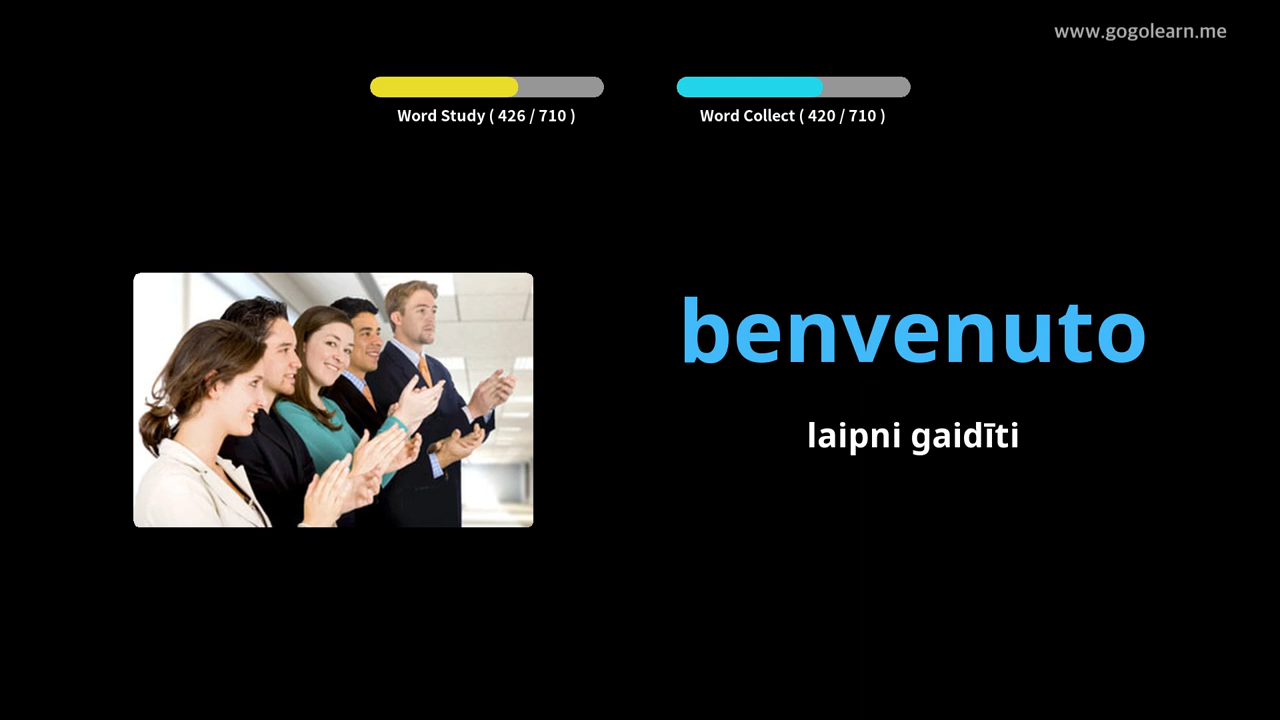 www.gogolearn.me
Word Study ( 426 / 710 )
Word Collect ( 420 / 710 )
benvenuto
laipni gaidīti